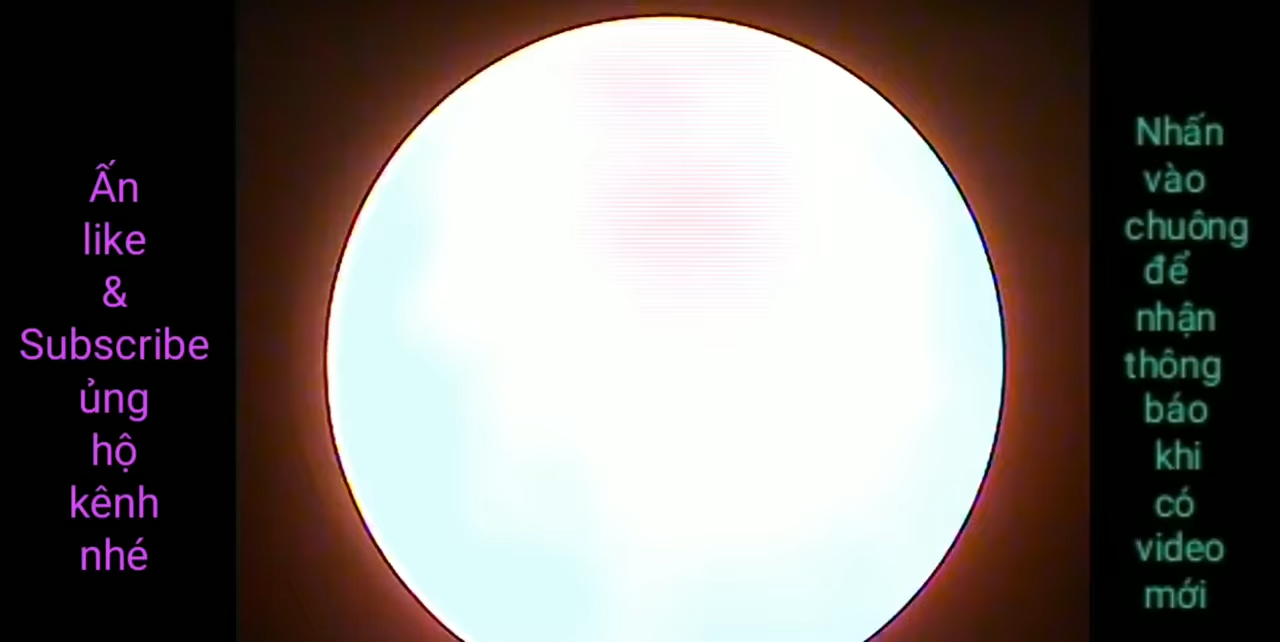 Ấn
like
&
Subscribe
ủng
hộ
kênh
nhé
Nhấn
vào
chuông
để
nhận
thông
báo
khi
có
video
mới